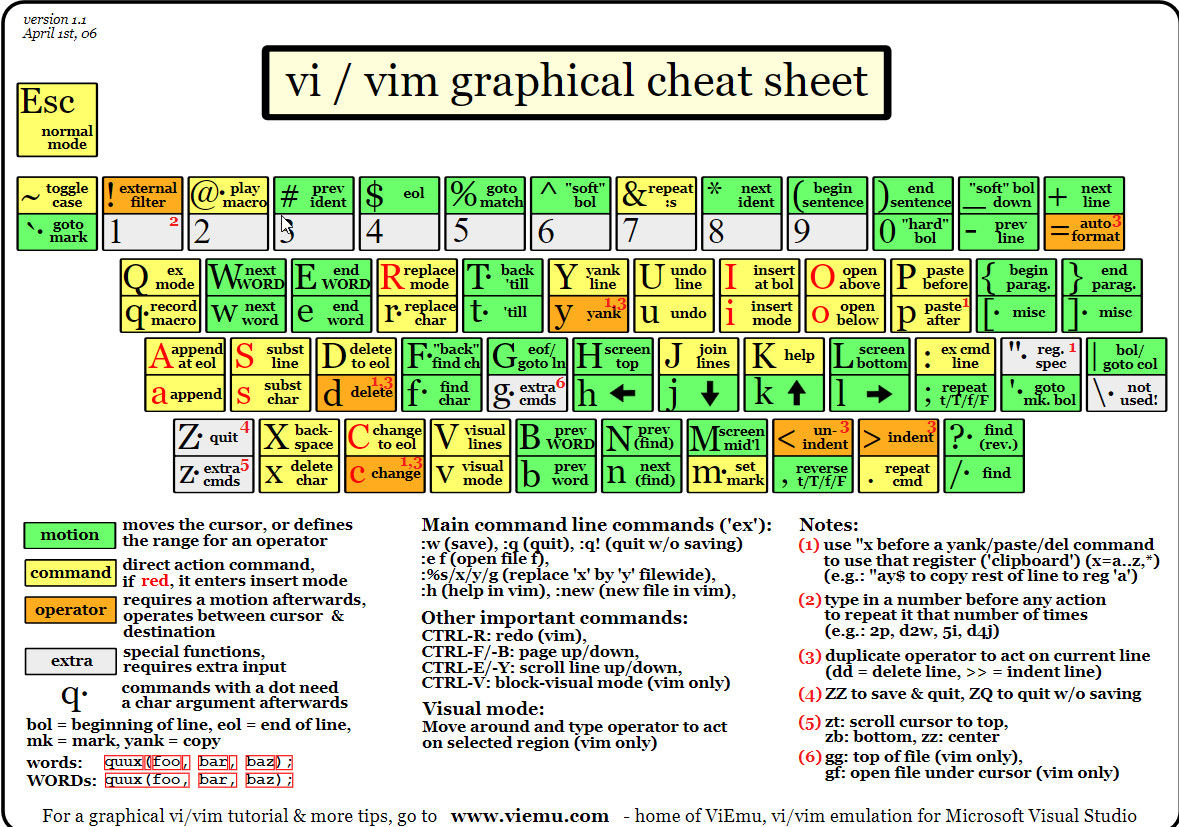 version 1.1
April 1st, 06
vi / vim graphical cheat sheet
Esc
normal
mode
~ toggle case
! external filter
@· play macro
# prev ident
$ eol
% goto match
^ "soft" bol
& repeat :s
* next ident
( begin sentence
) end sentence
_ "soft" bol down
+ next line
`· goto mark
1 2
2
3
4
5
6
7
8
9
0 "hard" bol
- prev line
= auto format 3
Q ex mode
W next WORD
E end WORD
R replace mode
T· back 'till
Y yank line
U undo line
I insert at bol
O open above
P paste before
{ begin parag.
} end parag.
q· record macro
w next word
e end word
r· replace char
t· 'till
y yank 1,3
u undo
i insert mode
o open below
p paste after 1
[· misc
]· misc
A append at eol
S subst line
D delete to eol
F· "back" find ch
G eof/ goto ln
H screen top
J join lines
K help
L screen bottom
: ex cmd line
"· reg. spec 1
| bol/ goto col
a append
s subst char
d delete 1,3
f· find char
g· extra cmds 6
h ←
j ↓
k ↑
l →
; repeat t/T/f/F
'· goto mk. bol
\· not used!
Z· quit 4
X back-space
C change to eol
V visual lines
B prev WORD
N prev (find)
M screen mid'l
< un-indent 3
> indent 3
?· find (rev.)
z· extra cmds 5
x delete char
c change 1,3
v visual mode
b prev word
n next (find)
m· set mark
, reverse t/T/f/F
. repeat cmd
/· find
motion
moves the cursor, or defines
the range for an operator
command
direct action command,
if red, it enters insert mode
operator
requires a motion afterwards,
operates between cursor &
destination
extra
special functions,
requires extra input
q·
commands with a dot need
a char argument afterwards
bol = beginning of line, eol = end of line,
mk = mark, yank = copy
words: quux(foo, bar, baz);
WORDs: quux(foo, bar, baz);
Main command line commands ('ex'):
:w (save), :q (quit), :q! (quit w/o saving)
:e f (open file f),
:%s/x/y/g (replace 'x' by 'y' filewide),
:h (help in vim), :new (new file in vim),
Other important commands:
CTRL-R: redo (vim),
CTRL-F/-B: page up/down,
CTRL-E/-Y: scroll line up/down,
CTRL-V: block-visual mode (vim only)
Visual mode:
Move around and type operator to act
on selected region (vim only)
Notes:
(1) use "x before a yank/paste/del command
to use that register ('clipboard') (x=a..z,*)
(e.g.: "ay$ to copy rest of line to reg 'a')
(2) type in a number before any action
to repeat it that number of times
(e.g.: 2p, d2w, 5i, d4j)
(3) duplicate operator to act on current line
(dd = delete line, >> = indent line)
(4) ZZ to save & quit, ZQ to quit w/o saving
(5) zt: scroll cursor to top,
zb: bottom, zz: center
(6) gg: top of file (vim only),
gf: open file under cursor (vim only)
For a graphical vi/vim tutorial & more tips, go to www.viemu.com - home of ViEmu, vi/vim emulation for Microsoft Visual Studio